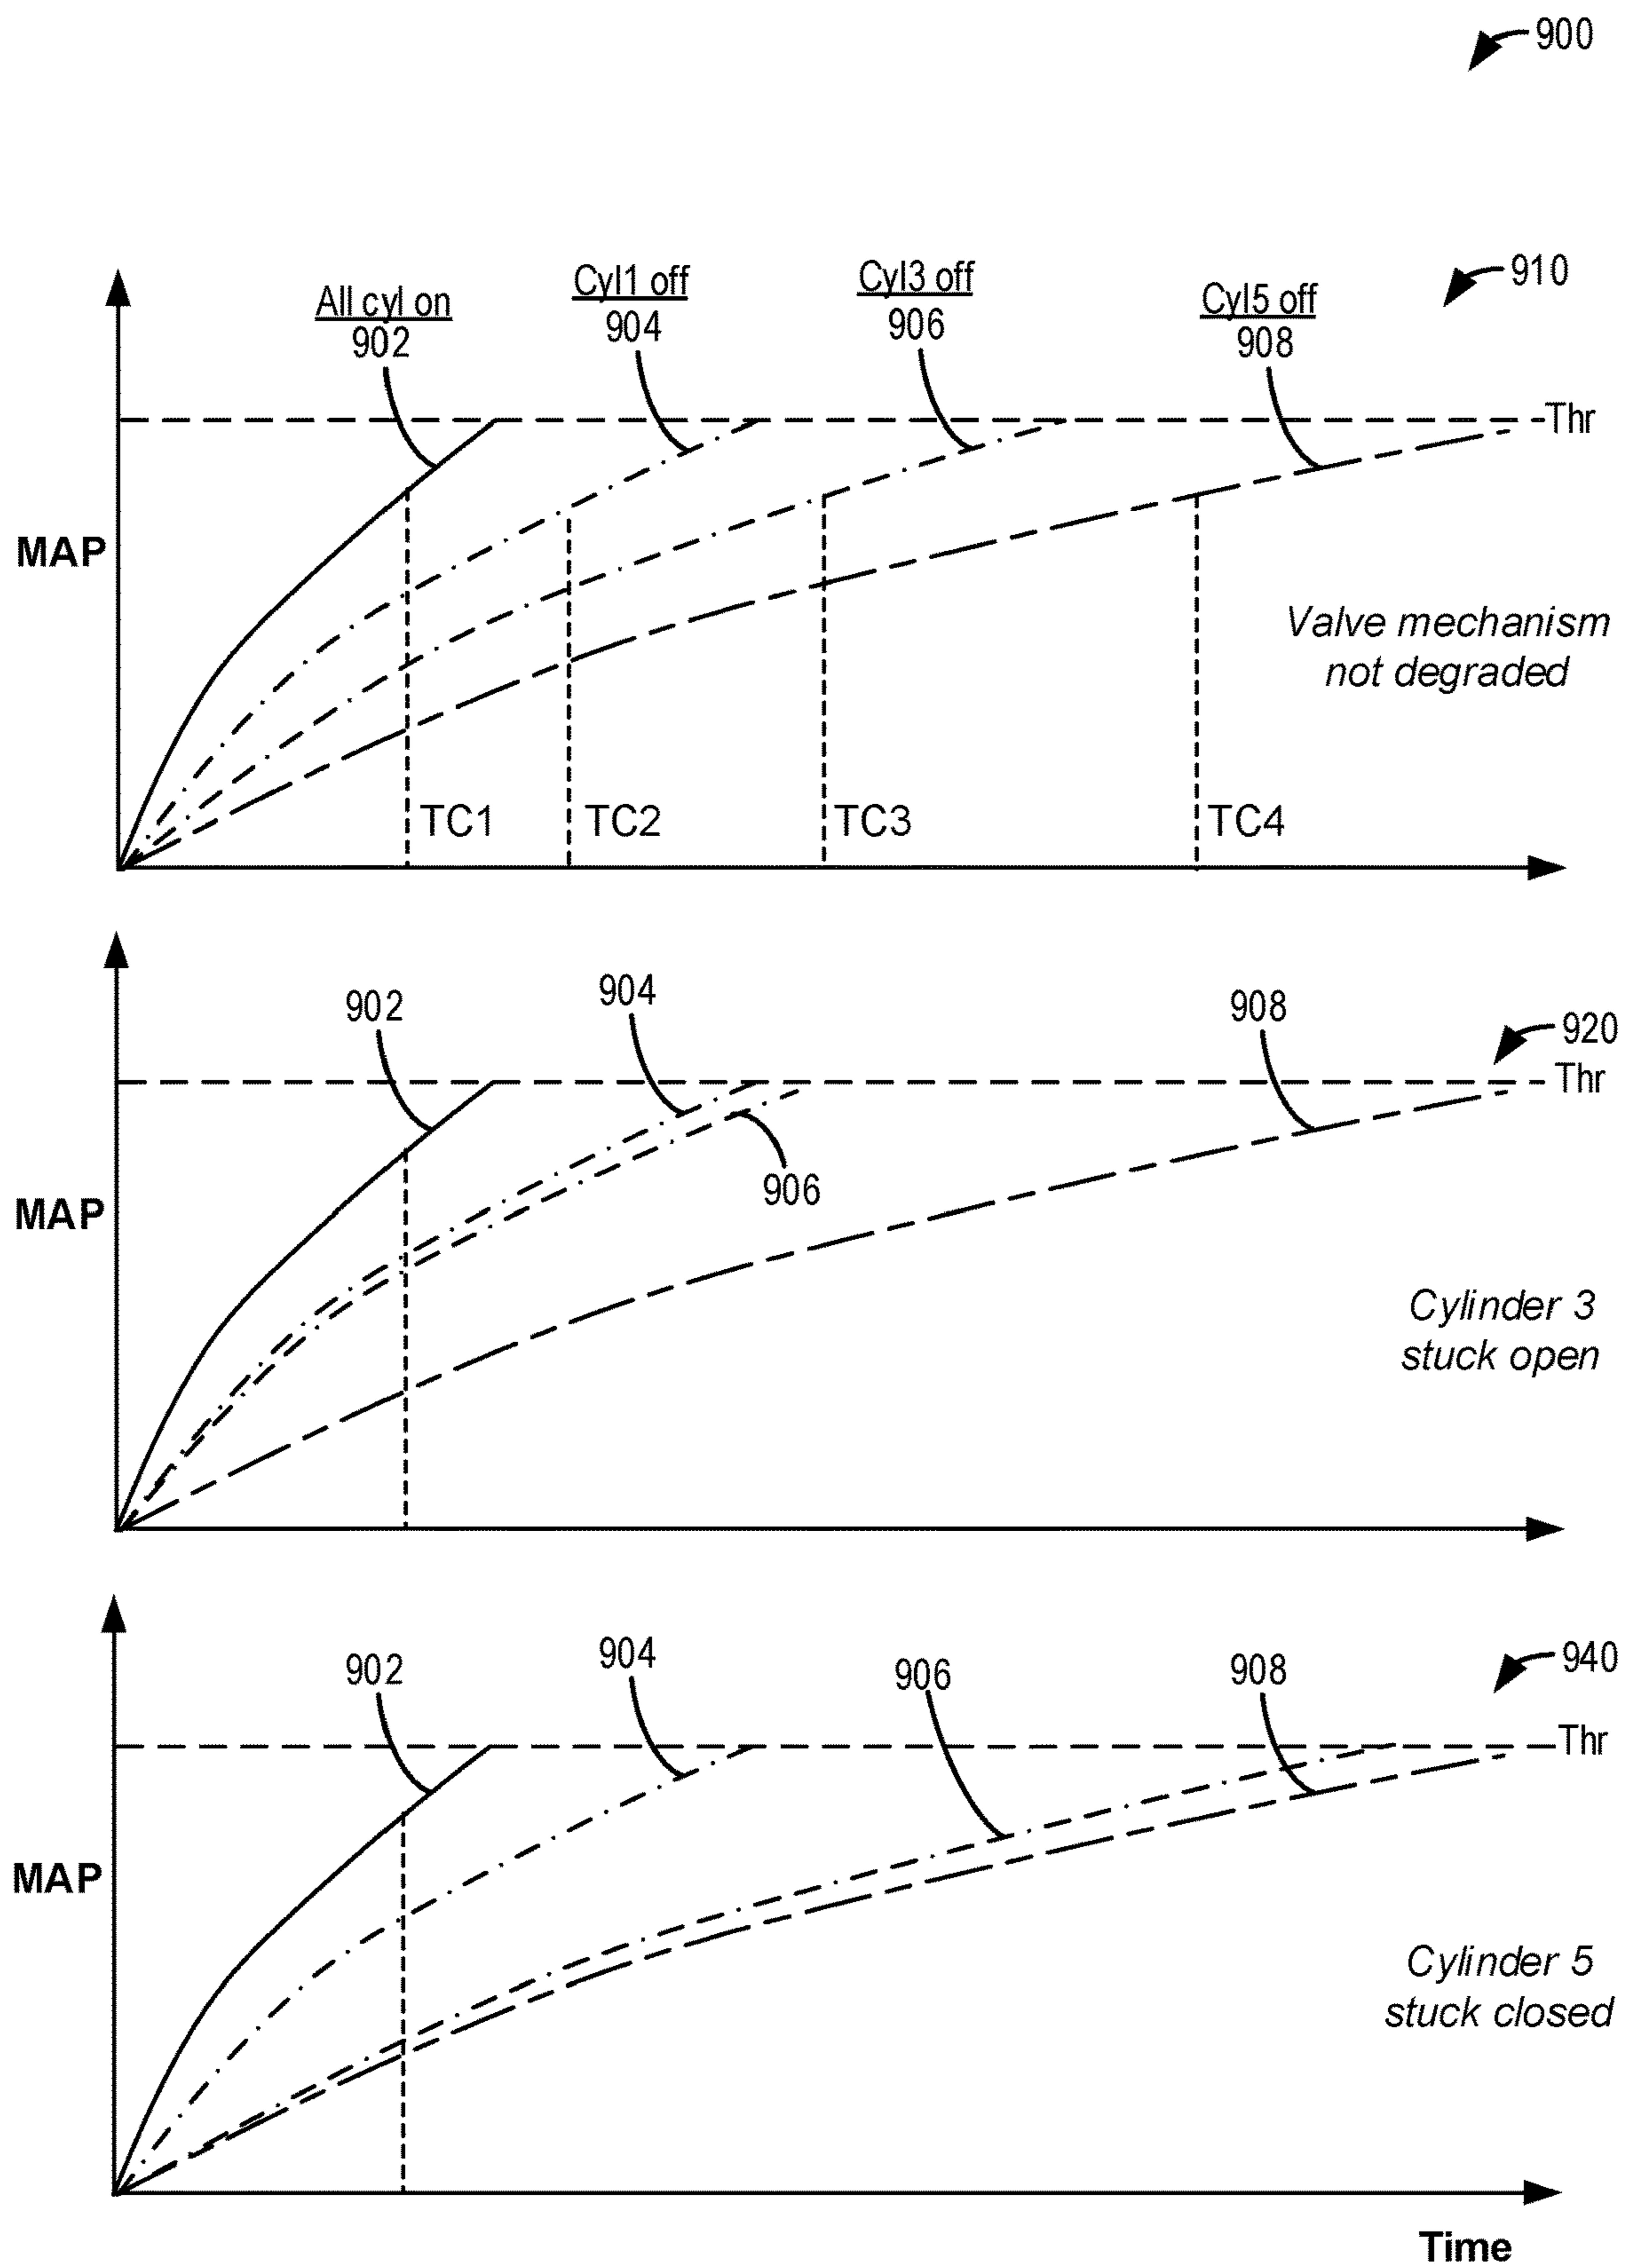 900
910
All cyl on
902
Cyl1 off
904
Cyl3 off
906
Cyl5 off
908
Thr
MAP
Valve mechanism
not degraded
TC1
TC2
TC3
TC4
902
904
908
920
Thr
906
MAP
Cylinder 3
stuck open
902
904
906
908
940
Thr
MAP
Cylinder 5
stuck closed
Time